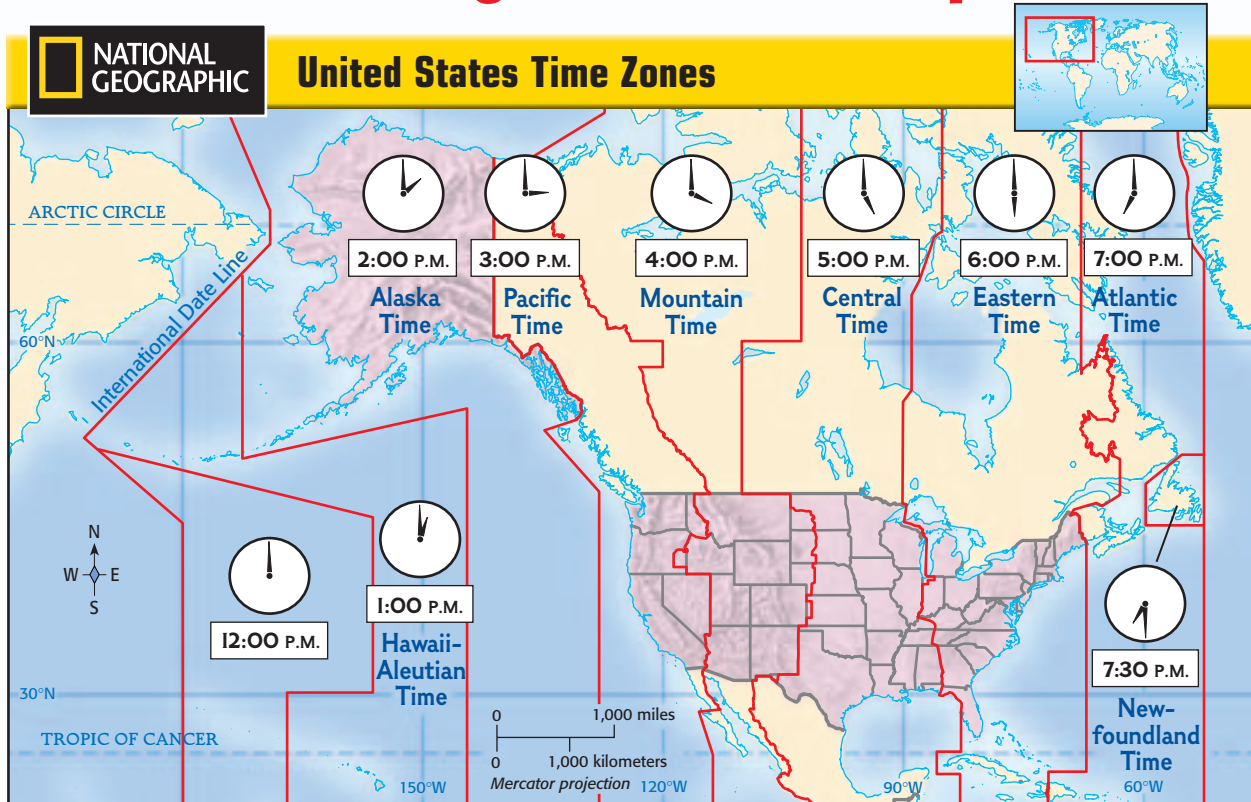 NATIONAL
GEOGRAPHIC
United States Time Zones
ARCTIC CIRCLE
International Date Line
60°N
2:00 P.M.
Alaska
Time
3:00 P.M.
Pacific
Time
4:00 P.M.
Mountain
Time
5:00 P.M.
Central
Time
6:00 P.M.
Eastern
Time
7:00 P.M.
Atlantic
Time
N
W E
S
12:00 P.M.
1:00 P.M.
Hawaii-
Aleutian
Time
7:30 P.M.
New-
foundland
Time
30°N
TROPIC OF CANCER
0 1,000 miles
0 1,000 kilometers
Mercator projection
150°W
120°W
90°W
60°W